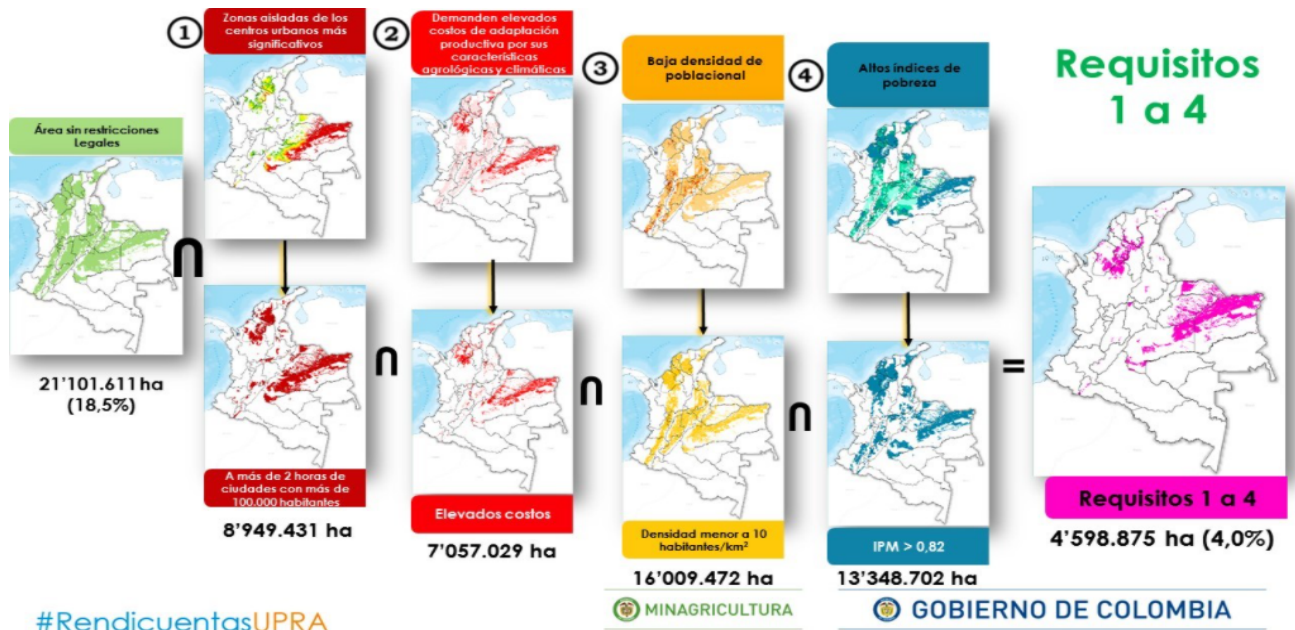 Área sin restricciones
Legales
21'101.611 ha
(18,5%)
∩
1
Zonas aisladas de los
centros urbanos más
significativos
A más de 2 horas de
ciudades con más de
100.000 habitantes
8'949.431 ha
∩
2
Demanden elevados
costos de adaptación
productiva por sus
características
agrológicas y climáticas
Elevados costos
7'057.029 ha
∩
3
Baja densidad de
poblacional
Densidad menor a 10
habitantes/km²
16'009.472 ha
∩
4
Altos índices de
pobreza
IPM > 0,82
13'348.702 ha
=
Requisitos
1 a 4
Requisitos 1 a 4
4'598.875 ha (4,0%)
#RendicuentasUPRA
MINAGRICULTURA
GOBIERNO DE COLOMBIA